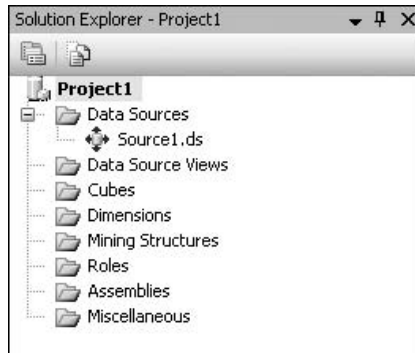 Solution Explorer - Project1
Project1
Data Sources
Source1.ds
Data Source Views
Cubes
Dimensions
Mining Structures
Roles
Assemblies
Miscellaneous